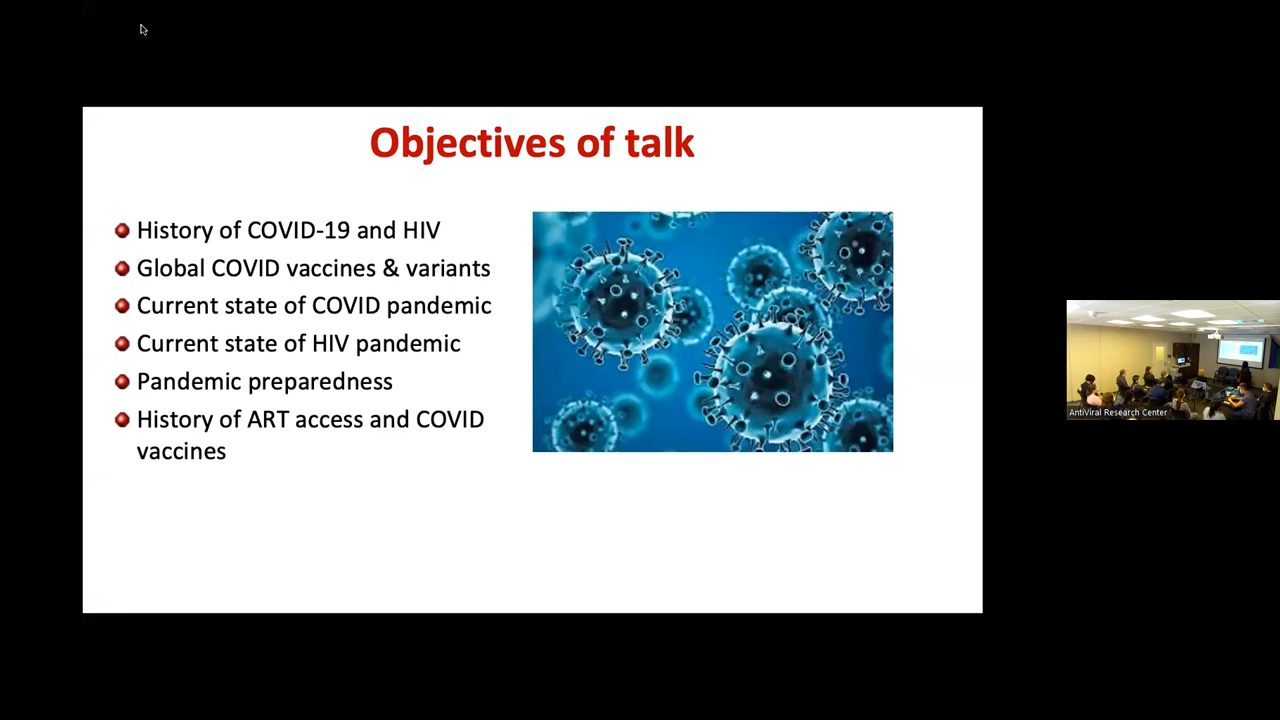 Objectives of talk
History of COVID-19 and HIV
Global COVID vaccines & variants
Current state of COVID pandemic
Current state of HIV pandemic
Pandemic preparedness
History of ART access and COVID
vaccines
AntiViral Research Center